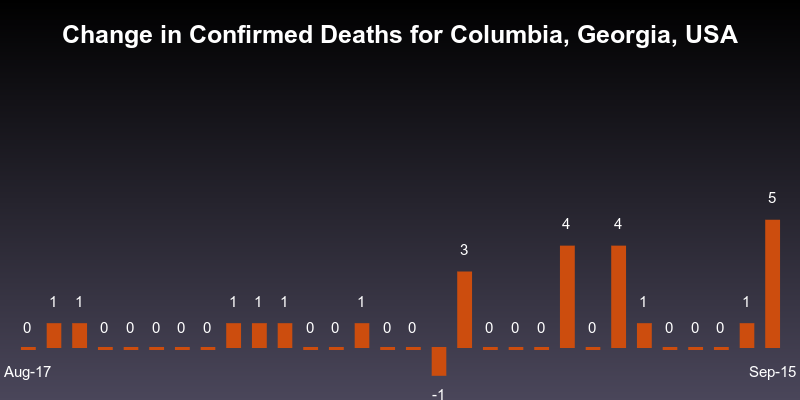 Change in Confirmed Deaths for Columbia, Georgia, USA
5
4 4
3
1 1 1 1 1 1 1 1
0 0 0 0 0 0 0 0 0 0 0 0 0 0 0 0 0
Aug-17 Sep-15
-1